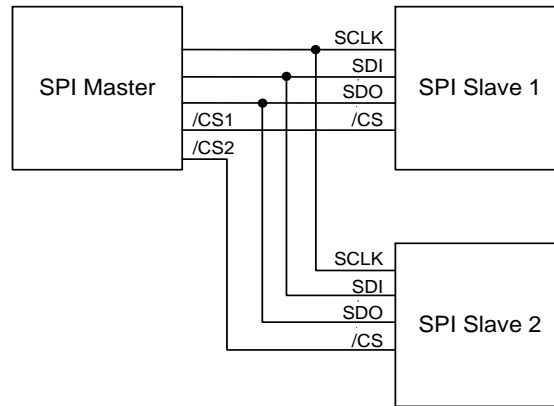 SPI Master
/CS1
/CS2
SCLK
SDI
SDO
/CS
SPI Slave 1
SCLK
SDI
SDO
/CS
SPI Slave 2